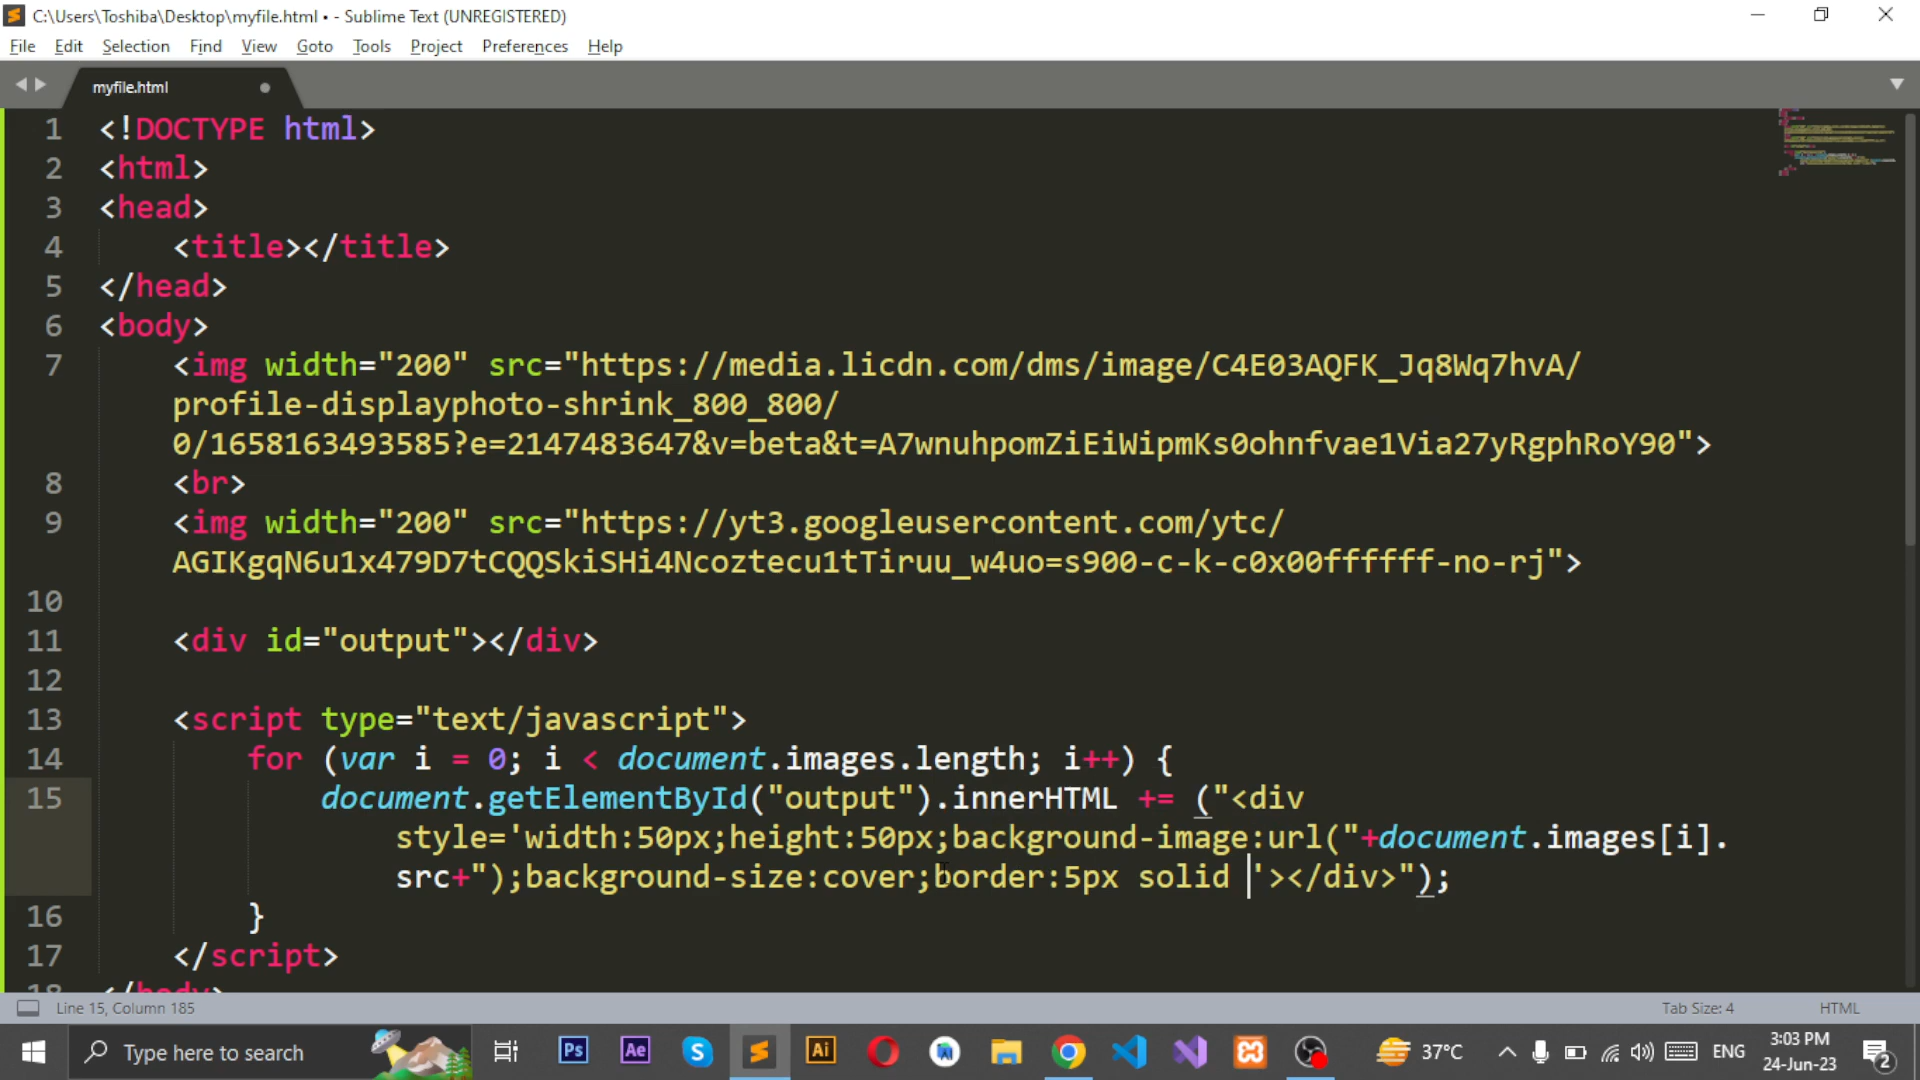 C:\Users\Toshiba\Desktop\myfile.html • - Sublime Text (UNREGISTERED)
File Edit Selection Find View Goto Tools Project Preferences Help
myfile.html
1 <!DOCTYPE html>
2 <html>
3 <head>
4 <title></title>
5 </head>
6 <body>
7 <img width="200" src="https://media.licdn.com/dms/image/C4E03AQFK_Jq8Wq7hvA/
profile-displayphoto-shrink_800_800/
0/1658163493585?e=2147483647&v=beta&t=A7wnuhpomZiEiWipmKs0ohnfvae1Via27yRgphRoY90">
8 <br>
9 <img width="200" src="https://yt3.googleusercontent.com/ytc/
AGIKgqN6u1x479D7tCQQSkiSHi4Ncoztecu1tTiruu_w4uo=s900-c-k-c0x00ffffff-no-rj">
10
11 <div id="output"></div>
12
13 <script type="text/javascript">
14 for (var i = 0; i < document.images.length; i++) {
15 document.getElementById("output").innerHTML += ("<div
style='width:50px;height:50px;background-image:url("+document.images[i].
src+");background-size:cover;border:5px solid '></div>");
16 }
17 </script>
18 </body>
Line 15, Column 185 Tab Size: 4 HTML
Type here to search Ps Ae Ai 37°C ENG 3:03 PM
24-Jun-23 2